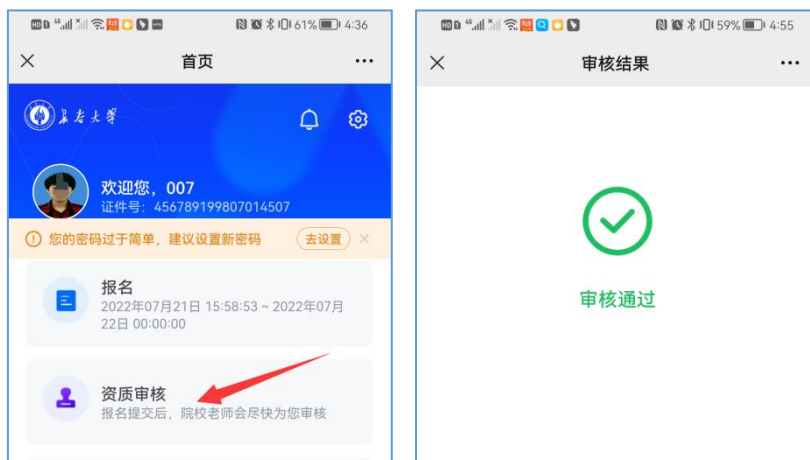 61% 4:36
首页
欢迎您，007
证件号：456789199807014507
您的密码过于简单，建议设置新密码
去设置
报名
2022年07月21日 15:58:53 ~ 2022年07月
22日 00:00:00
资质审核
报名提交后，院校老师会尽快为您审核
59% 4:55
审核结果
审核通过